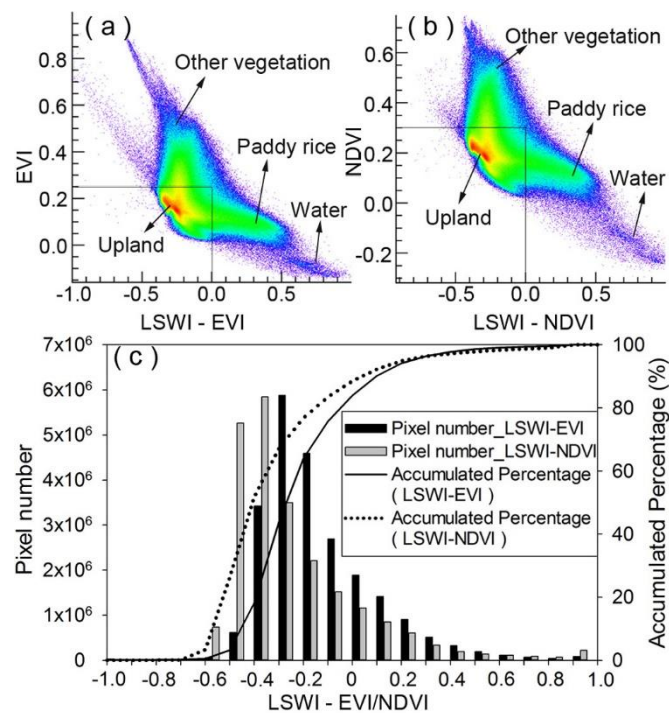 ( a )
EVI
0.8
0.6
0.4
0.2
0.0
Other vegetation
Paddy rice
Water
Upland
-1.0 -0.5 0.0 0.5
LSWI - EVI
( b )
NDVI
0.6
0.4
0.2
0.0
-0.2
Other vegetation
Paddy rice
Water
Upland
-0.5 0.0 0.5
LSWI - NDVI
( c )
Pixel number
7x10⁶
6x10⁶
5x10⁶
4x10⁶
3x10⁶
2x10⁶
1x10⁶
0
Pixel number_LSWI-EVI
Pixel number_LSWI-NDVI
Accumulated Percentage
( LSWI-EVI )
Accumulated Percentage
( LSWI-NDVI )
100
80
60
40
20
0
Accumulated Percentage (%)
-1.0 -0.8 -0.6 -0.4 -0.2 0 0.2 0.4 0.6 0.8 1.0
LSWI - EVI/NDVI